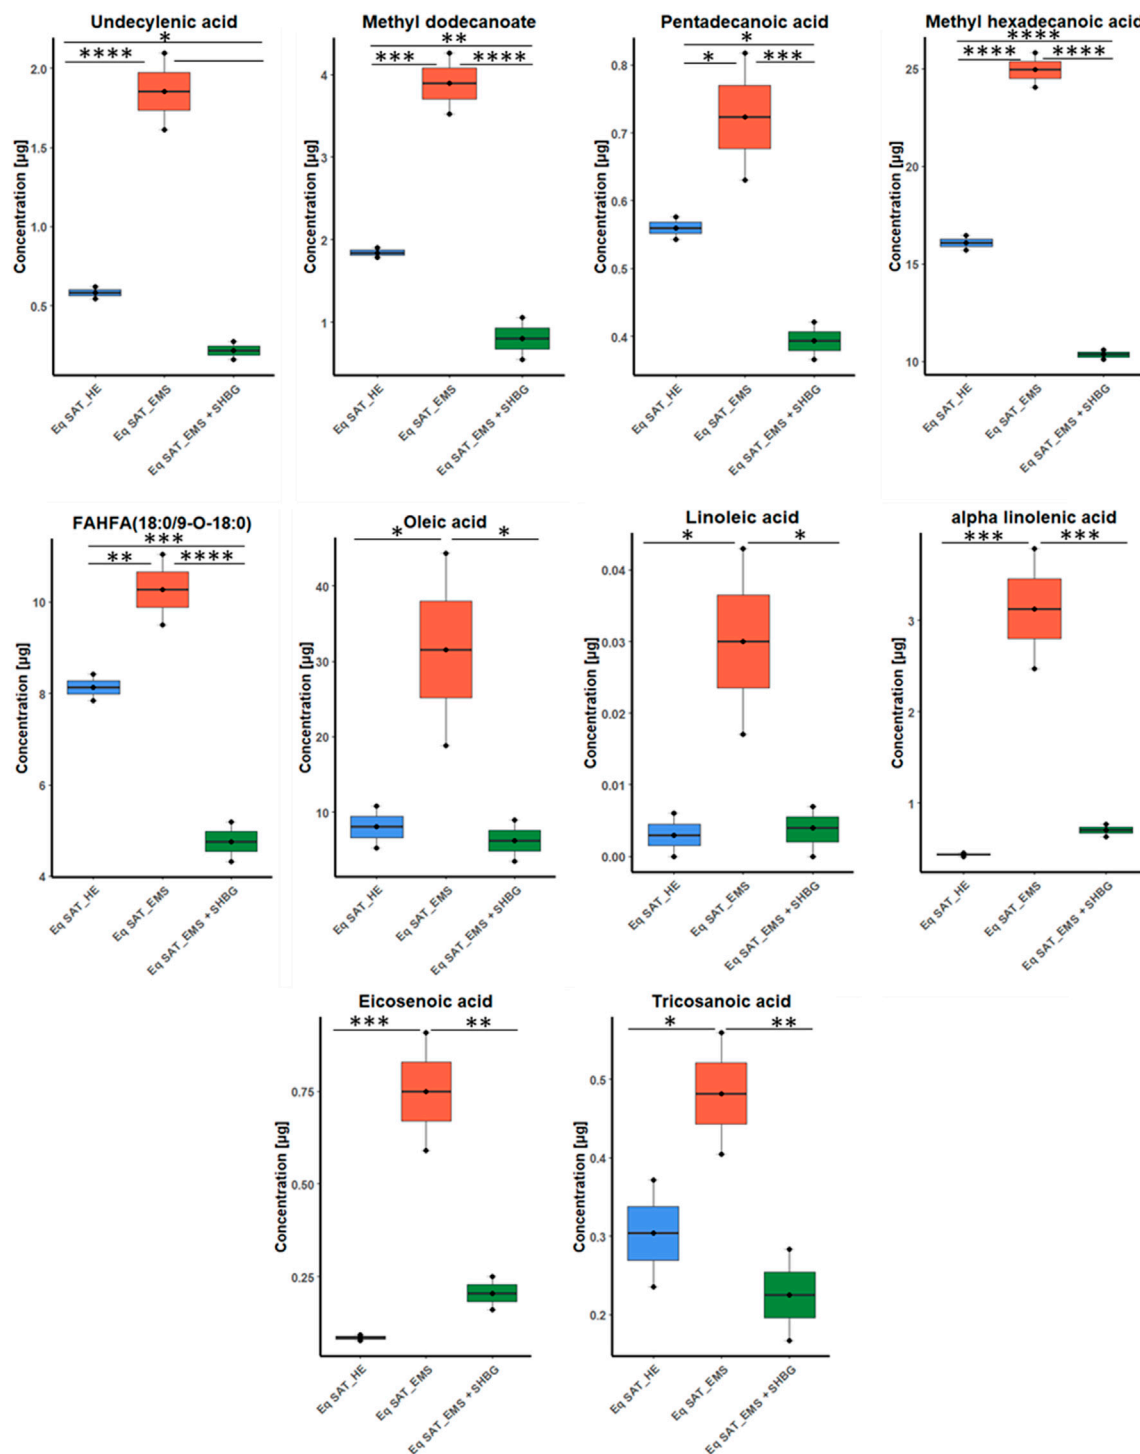 Undecylenic acid
*
****
Concentration [µg]
2.0
1.5
1.0
0.5
Eq SAT_HE
Eq SAT_EMS
Eq SAT_EMS + SHBG
Methyl dodecanoate
**
***
****
Concentration [µg]
4
3
2
1
Eq SAT_HE
Eq SAT_EMS
Eq SAT_EMS + SHBG
Pentadecanoic acid
*
*
***
Concentration [µg]
0.8
0.7
0.6
0.5
0.4
Eq SAT_HE
Eq SAT_EMS
Eq SAT_EMS + SHBG
Methyl hexadecanoic acid
****
****
****
Concentration [µg]
25
20
15
10
Eq SAT_HE
Eq SAT_EMS
Eq SAT_EMS + SHBG
FAHFA(18:0/9-O-18:0)
***
**
****
Concentration [µg]
10
8
6
4
Eq SAT_HE
Eq SAT_EMS
Eq SAT_EMS + SHBG
Oleic acid
*
*
Concentration [µg]
40
30
20
10
Eq SAT_HE
Eq SAT_EMS
Eq SAT_EMS + SHBG
Linoleic acid
*
*
Concentration [µg]
0.04
0.03
0.02
0.01
0.00
Eq SAT_HE
Eq SAT_EMS
Eq SAT_EMS + SHBG
alpha linolenic acid
***
***
Concentration [µg]
3
2
1
Eq SAT_HE
Eq SAT_EMS
Eq SAT_EMS + SHBG
Eicosenoic acid
***
**
Concentration [µg]
0.75
0.50
0.25
Eq SAT_HE
Eq SAT_EMS
Eq SAT_EMS + SHBG
Tricosanoic acid
*
**
Concentration [µg]
0.5
0.4
0.3
0.2
Eq SAT_HE
Eq SAT_EMS
Eq SAT_EMS + SHBG